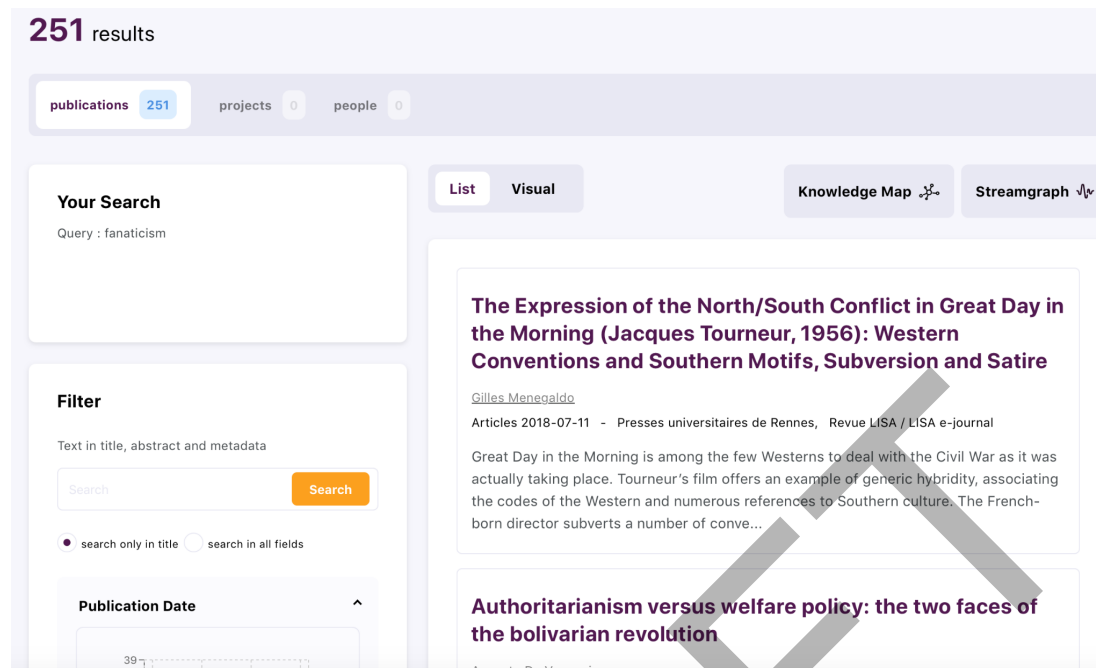 251 results
publications 251 projects 0 people 0
Your Search
Query : fanaticism
Filter
Text in title, abstract and metadata
Search Search
search only in title search in all fields
Publication Date
39
List Visual
Knowledge Map Streamgraph
The Expression of the North/South Conflict in Great Day in
the Morning (Jacques Tourneur, 1956): Western
Conventions and Southern Motifs, Subversion and Satire
Gilles Menegaldo
Articles 2018-07-11 - Presses universitaires de Rennes, Revue LISA / LISA e-journal
Great Day in the Morning is among the few Westerns to deal with the Civil War as it was
actually taking place. Tourneur’s film offers an example of generic hybridity, associating
the codes of the Western and numerous references to Southern culture. The French-
born director subverts a number of conve...
Authoritarianism versus welfare policy: the two faces of
the bolivarian revolution